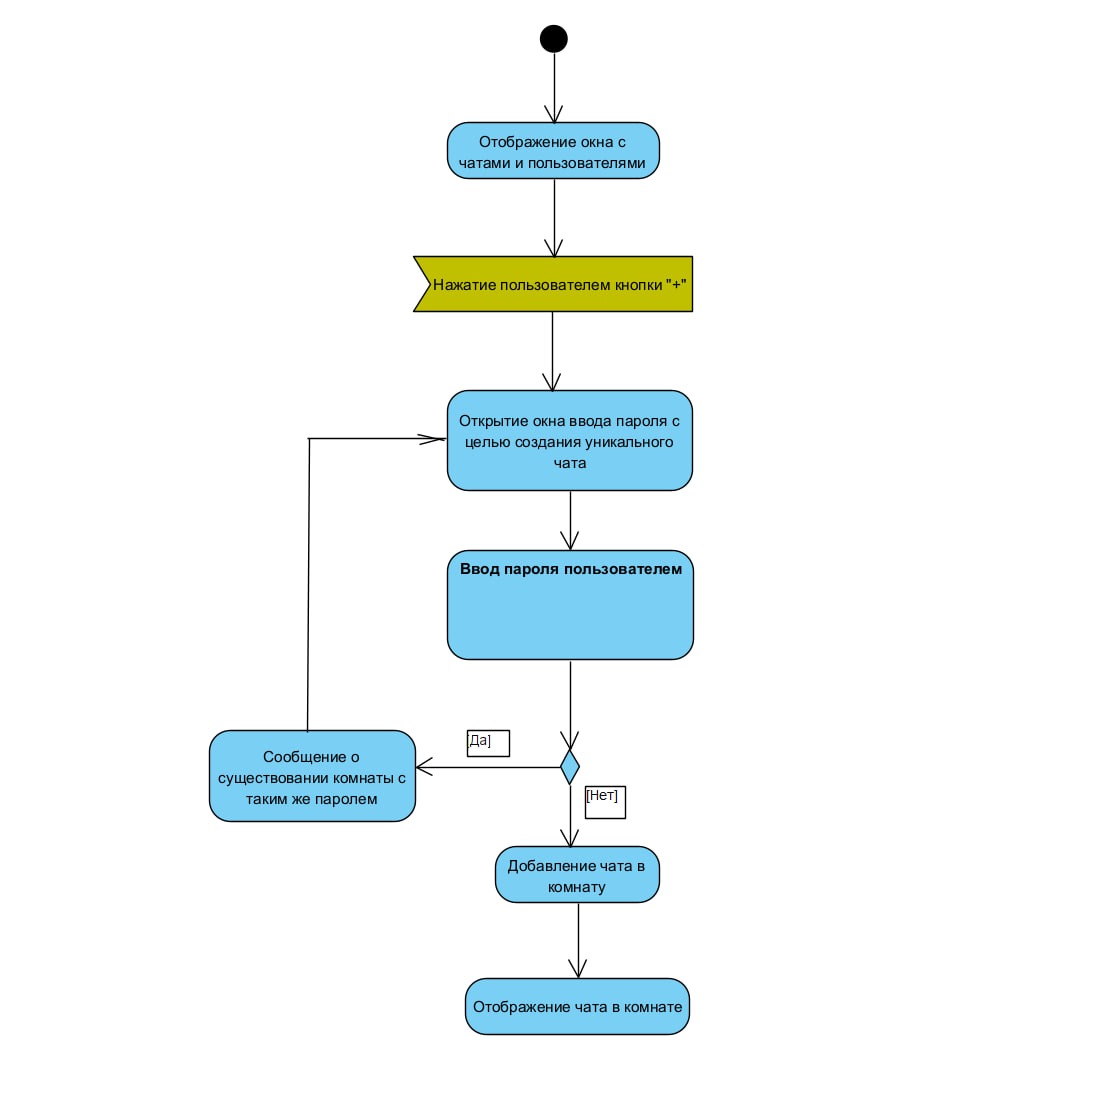 Отображение окна с
чатами и пользователями
Нажатие пользователем кнопки "+"
Открытие окна ввода пароля с
целью создания уникального
чата
Ввод пароля пользователем
[Да]
Сообщение о
существовании комнаты с
таким же паролем
[Нет]
Добавление чата в
комнату
Отображение чата в комнате